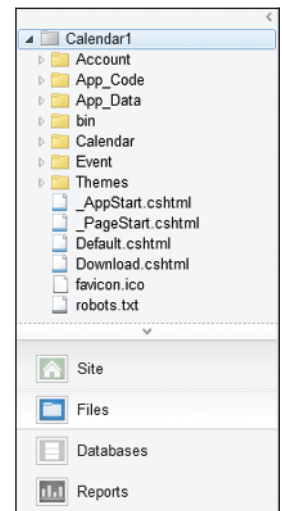 Calendar1
Account
App_Code
App_Data
bin
Calendar
Event
Themes
_AppStart.cshtml
_PageStart.cshtml
Default.cshtml
Download.cshtml
favicon.ico
robots.txt
Site
Files
Databases
Reports